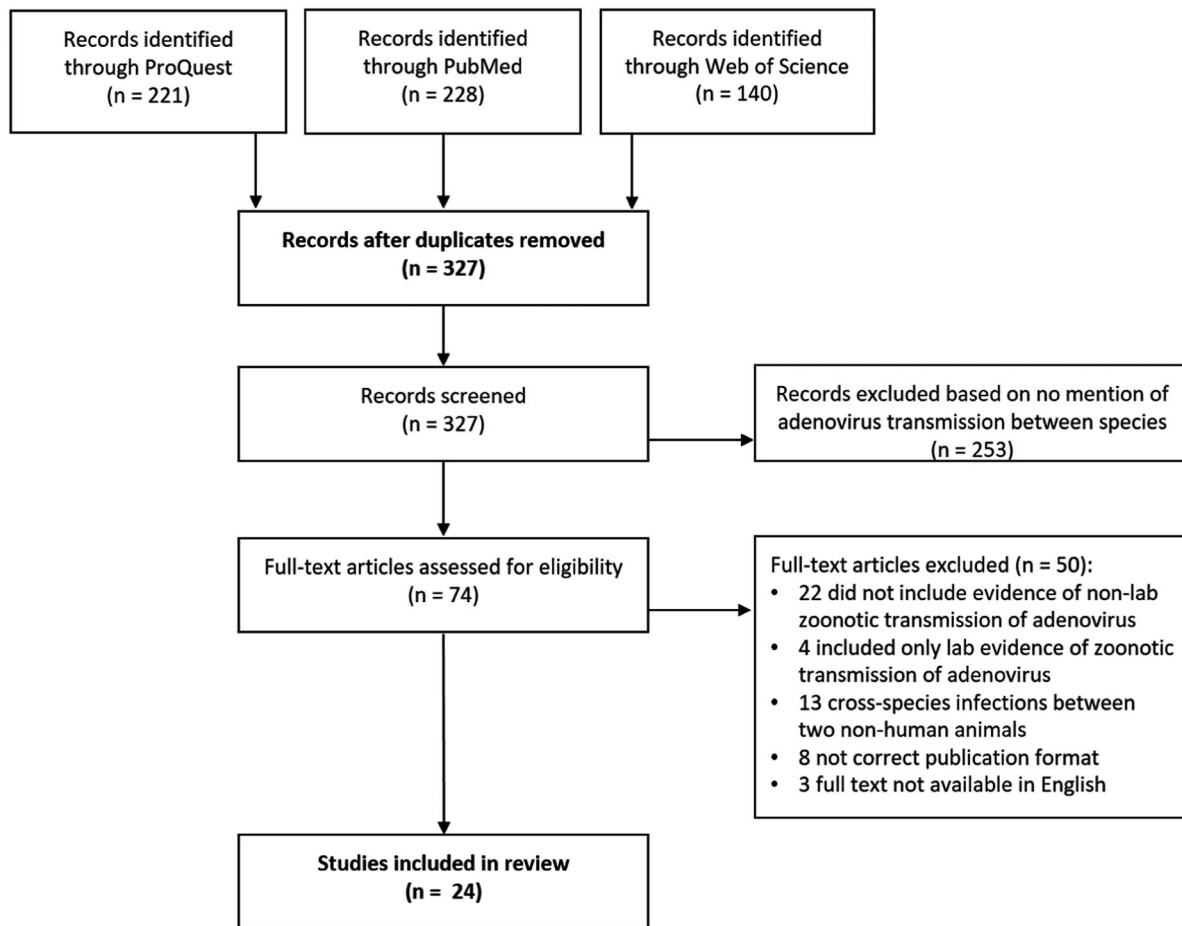 Records identified
through ProQuest
(n = 221)
Records identified
through PubMed
(n = 228)
Records identified
through Web of Science
(n = 140)
Records after duplicates removed
(n = 327)
Records screened
(n = 327)
Records excluded based on no mention of
adenovirus transmission between species
(n = 253)
Full-text articles assessed for eligibility
(n = 74)
Full-text articles excluded (n = 50):
• 22 did not include evidence of non-lab
zoonotic transmission of adenovirus
• 4 included only lab evidence of zoonotic
transmission of adenovirus
• 13 cross-species infections between
two non-human animals
• 8 not correct publication format
• 3 full text not available in English
Studies included in review
(n = 24)